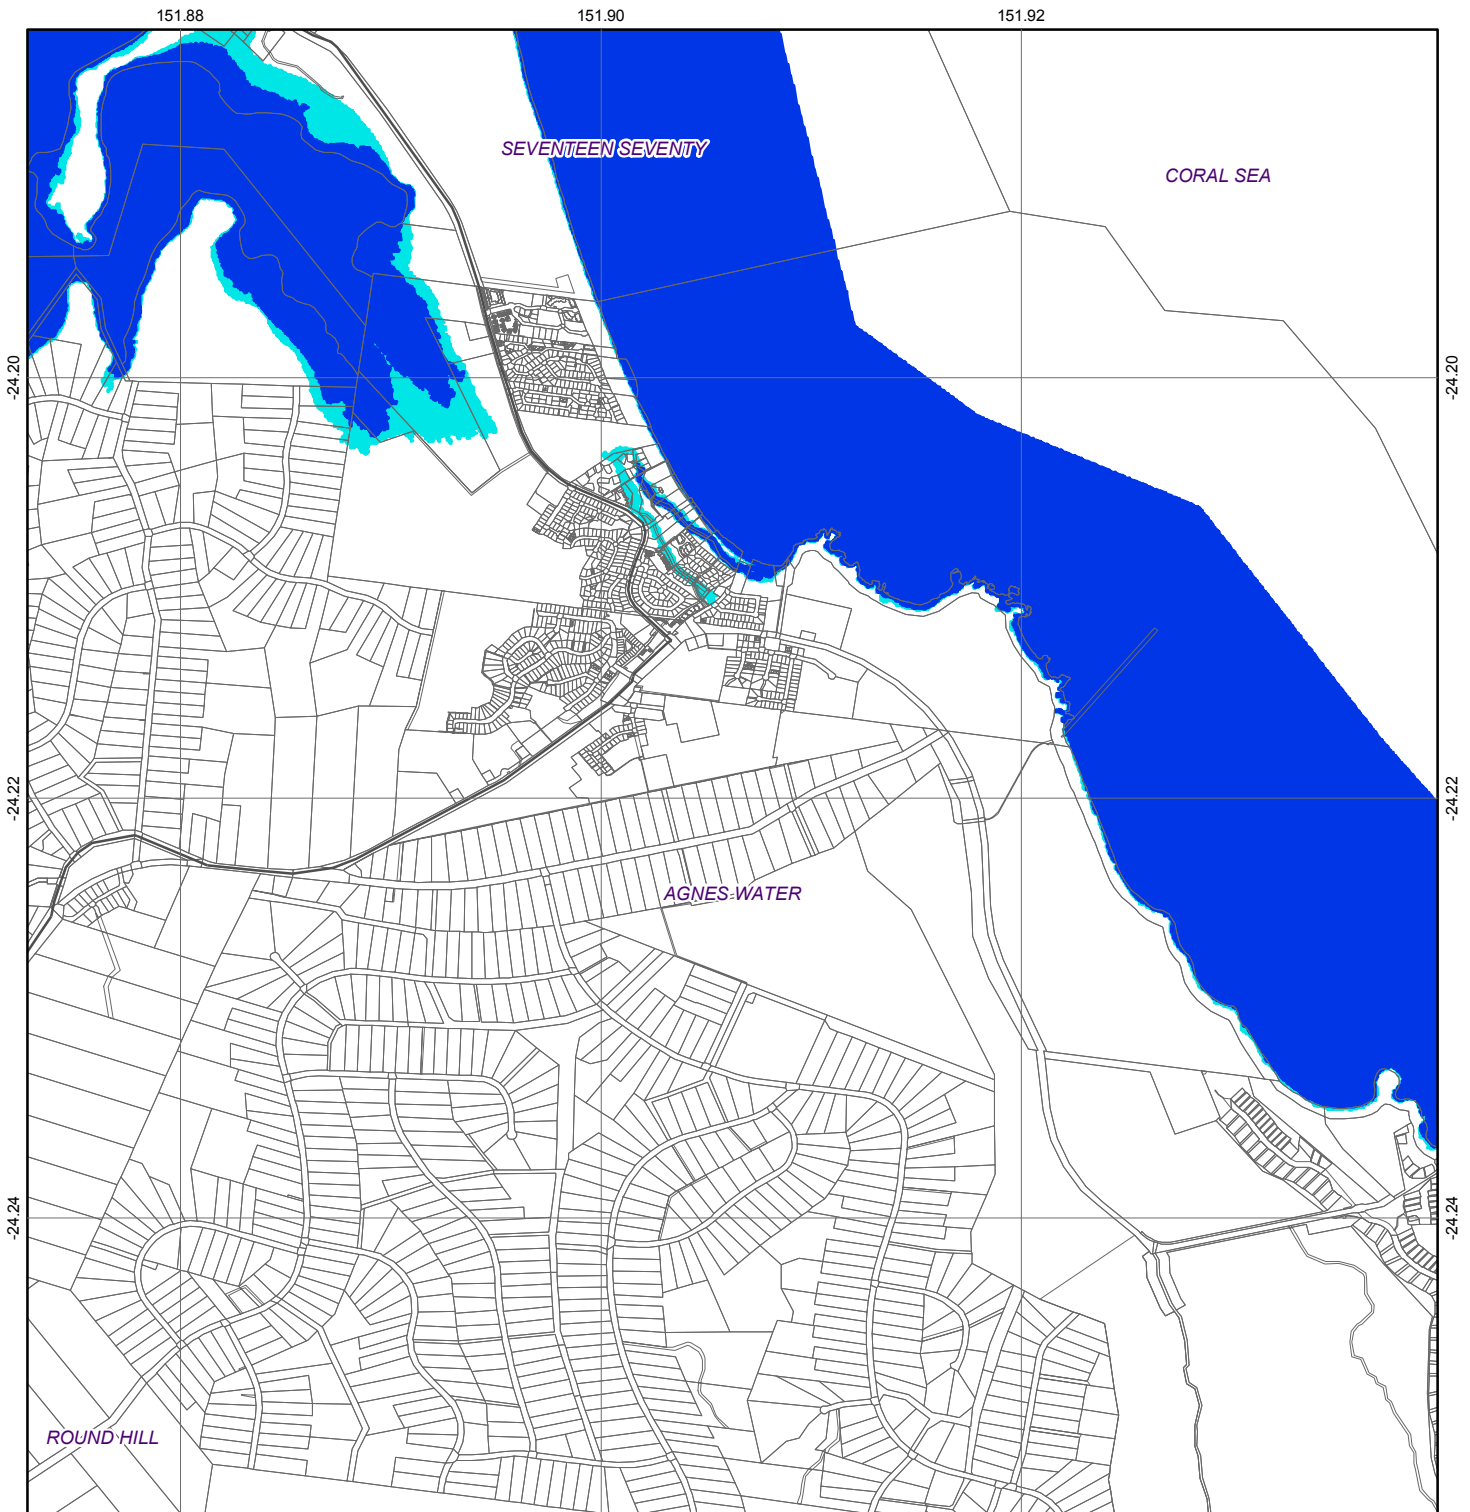 151.88 151.90 151.92
SEVENTEEN SEVENTY
CORAL SEA
-24.20 -24.20
-24.22 -24.22
AGNES WATER
-24.24 -24.24
ROUND HILL